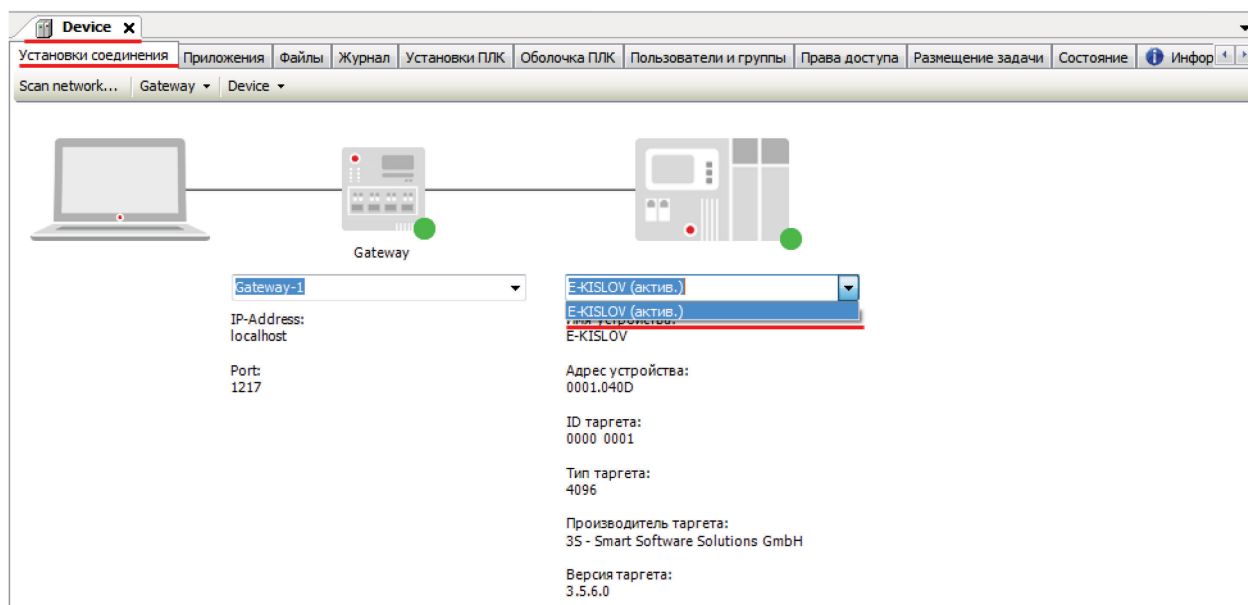 Device
Установки соединения Приложения Файлы Журнал Установки ПЛК Оболочка ПЛК Пользователи и группы Права доступа Размещение задачи Состояние Инфор
Scan network... Gateway Device
Gateway
Gateway-1 E-KISLOV (актив.)
E-KISLOV (актив.)
IP-Address: Имя устройства:
localhost E-KISLOV
Port: Адрес устройства:
1217 0001.040D
ID таргета:
0000 0001
Тип таргета:
4096
Производитель таргета:
3S - Smart Software Solutions GmbH
Версия таргета:
3.5.6.0